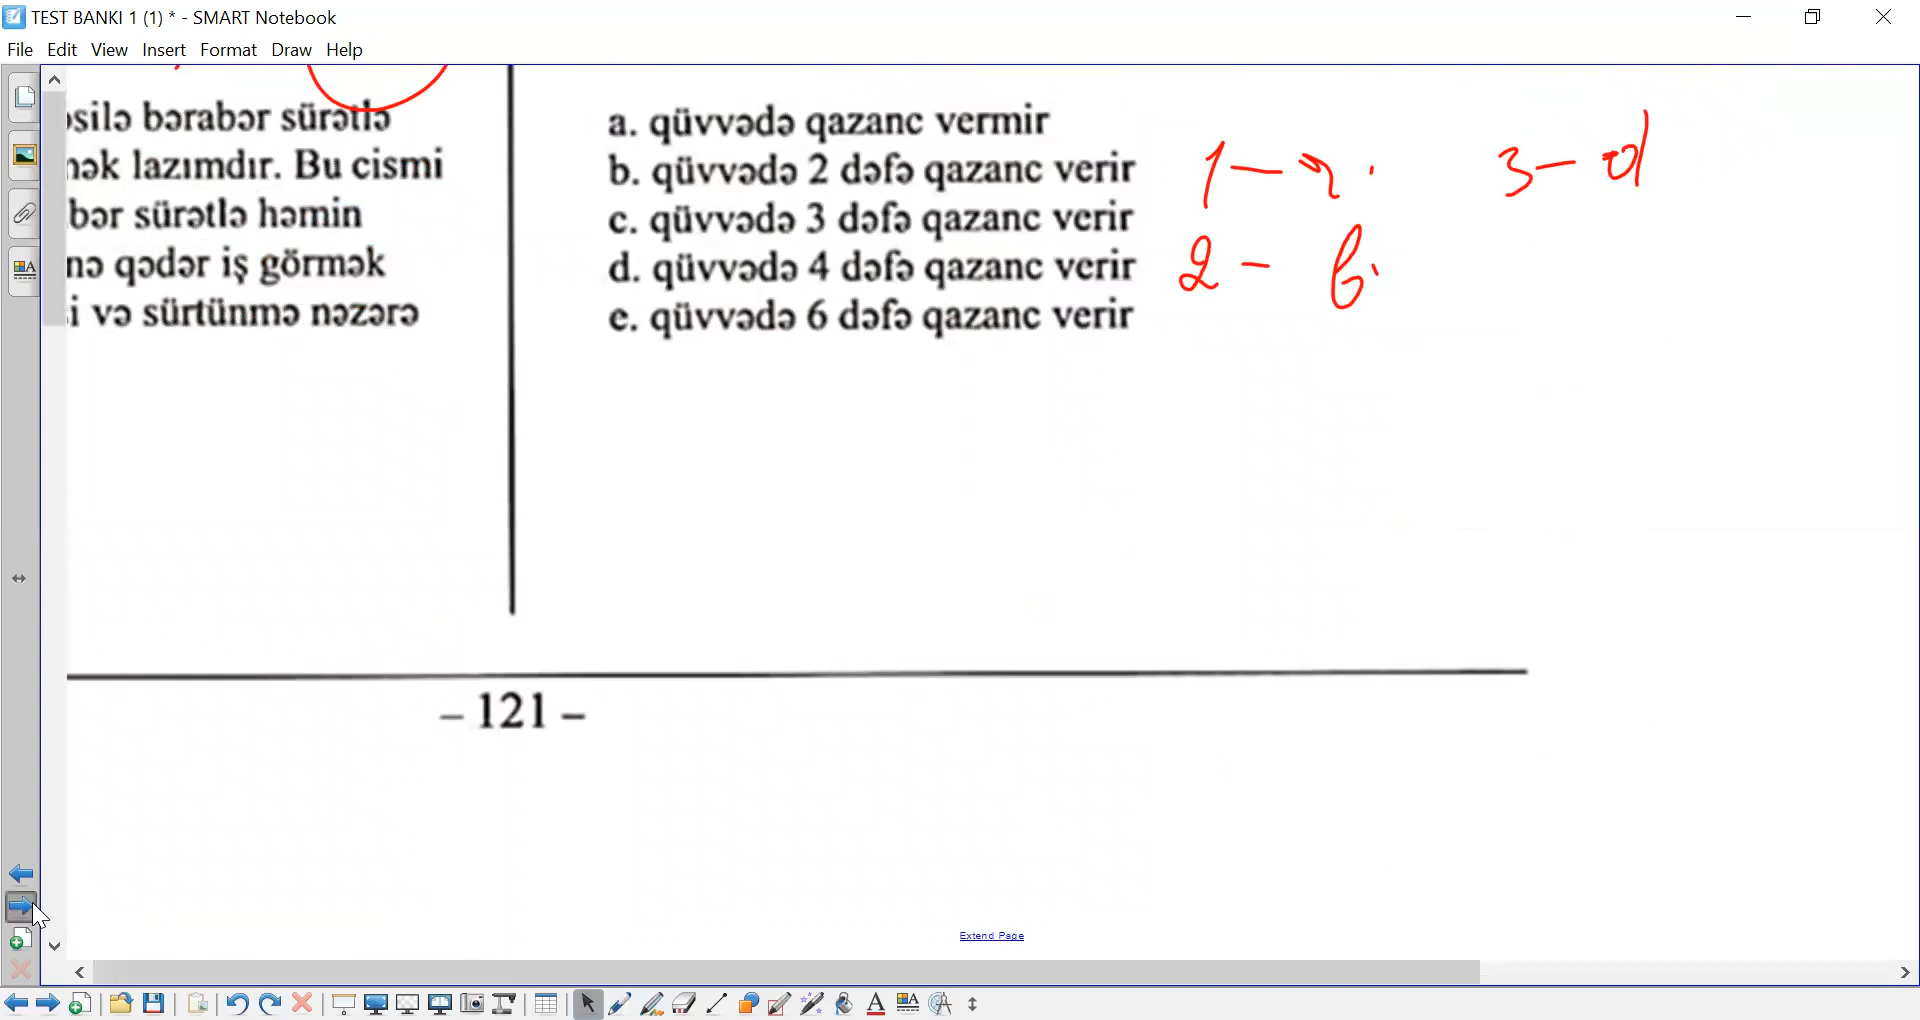 TEST BANKI 1 (1) * - SMART Notebook
File Edit View Insert Format Draw Help
silə bərabər sürətlə
lazımdır. Bu cismi
bər sürətlə həmin
nə qədər iş görmək
i və sürtünmə nəzərə
a. qüvvədə qazanc vermir
b. qüvvədə 2 dəfə qazanc verir
c. qüvvədə 3 dəfə qazanc verir
d. qüvvədə 4 dəfə qazanc verir
e. qüvvədə 6 dəfə qazanc verir
1 –
3 – d
2 – b
– 121 –
Extend Page